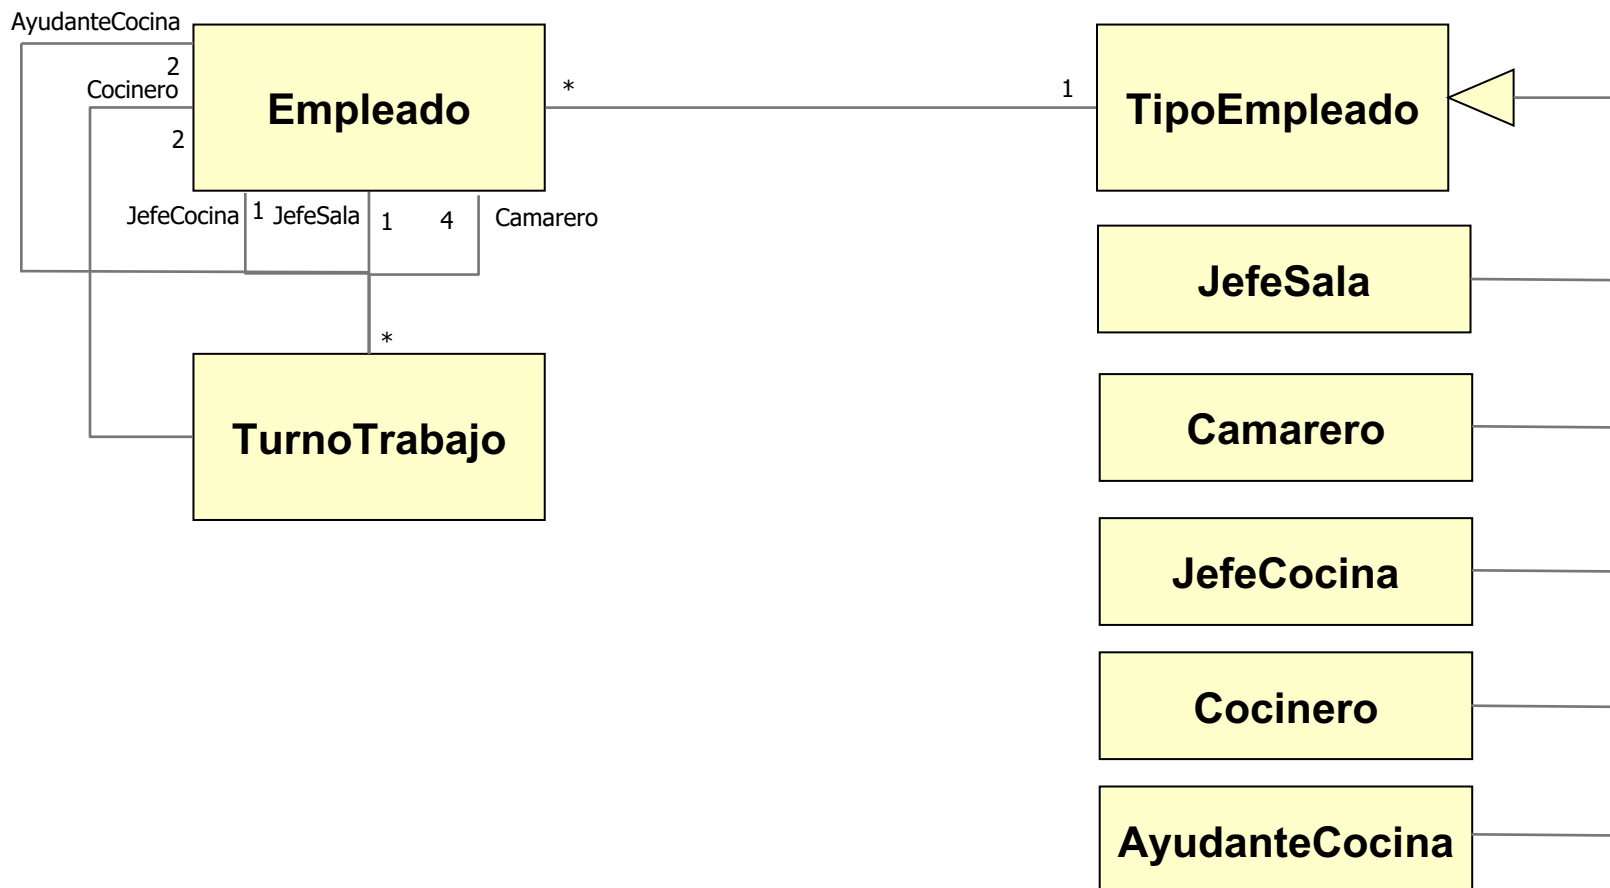 AyudanteCocina
2
Cocinero
2
Empleado
*
1
TipoEmpleado
JefeCocina
1
JefeSala
1
4
Camarero
*
TurnoTrabajo
JefeSala
Camarero
JefeCocina
Cocinero
AyudanteCocina